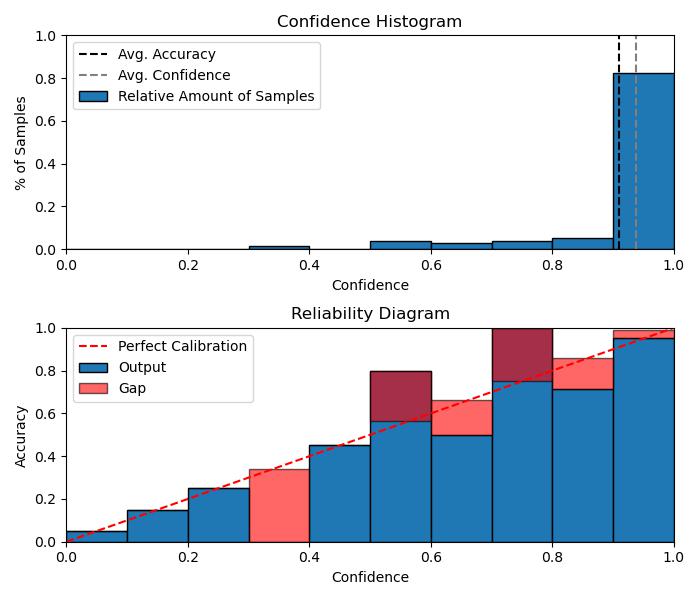 Confidence Histogram
1.0
0.8
0.6
0.4
0.2
0.0
% of Samples
Avg. Accuracy
Avg. Confidence
Relative Amount of Samples
0.0 0.2 0.4 0.6 0.8 1.0
Confidence
Reliability Diagram
1.0
0.8
0.6
0.4
0.2
0.0
Accuracy
Perfect Calibration
Output
Gap
0.0 0.2 0.4 0.6 0.8 1.0
Confidence